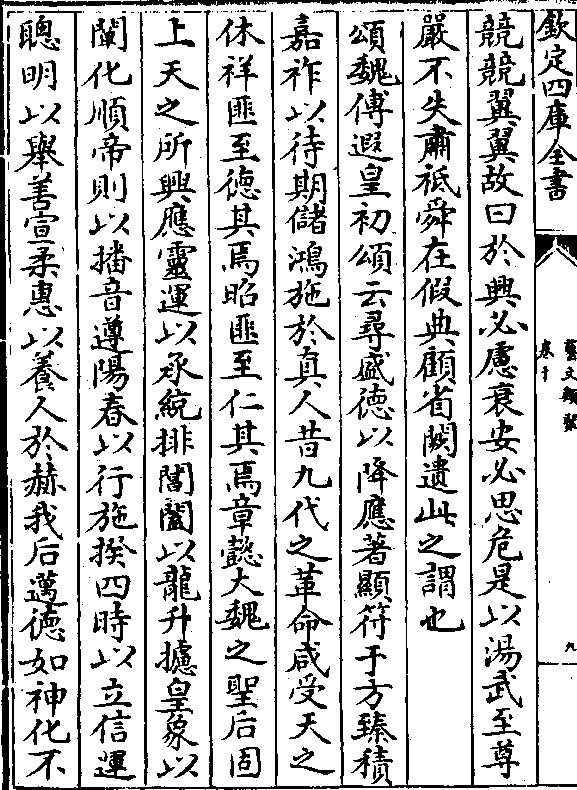 欽定四庫全書
藝文類聚
卷十
九
兢兢翼翼故曰於興必慮衰安必思危是以湯武至尊
嚴不失肅祗舜在假典顧省闕遺此之謂也
頌魏傅遐皇初頌云尋盛徳以降應著顯符于方臻積
嘉祚以待期儲鴻施於真人昔九代之革命咸受天之
休祥匪至徳其焉昭匪至仁其焉章懿大魏之聖后固
上天之所興應靈運以承統排閶闔以龍升攄皇象以
闡化順帝則以播音遵陽春以行施揆四時以立信運
聰明以舉善宣柔惠以養人於赫我后邁徳如神化不